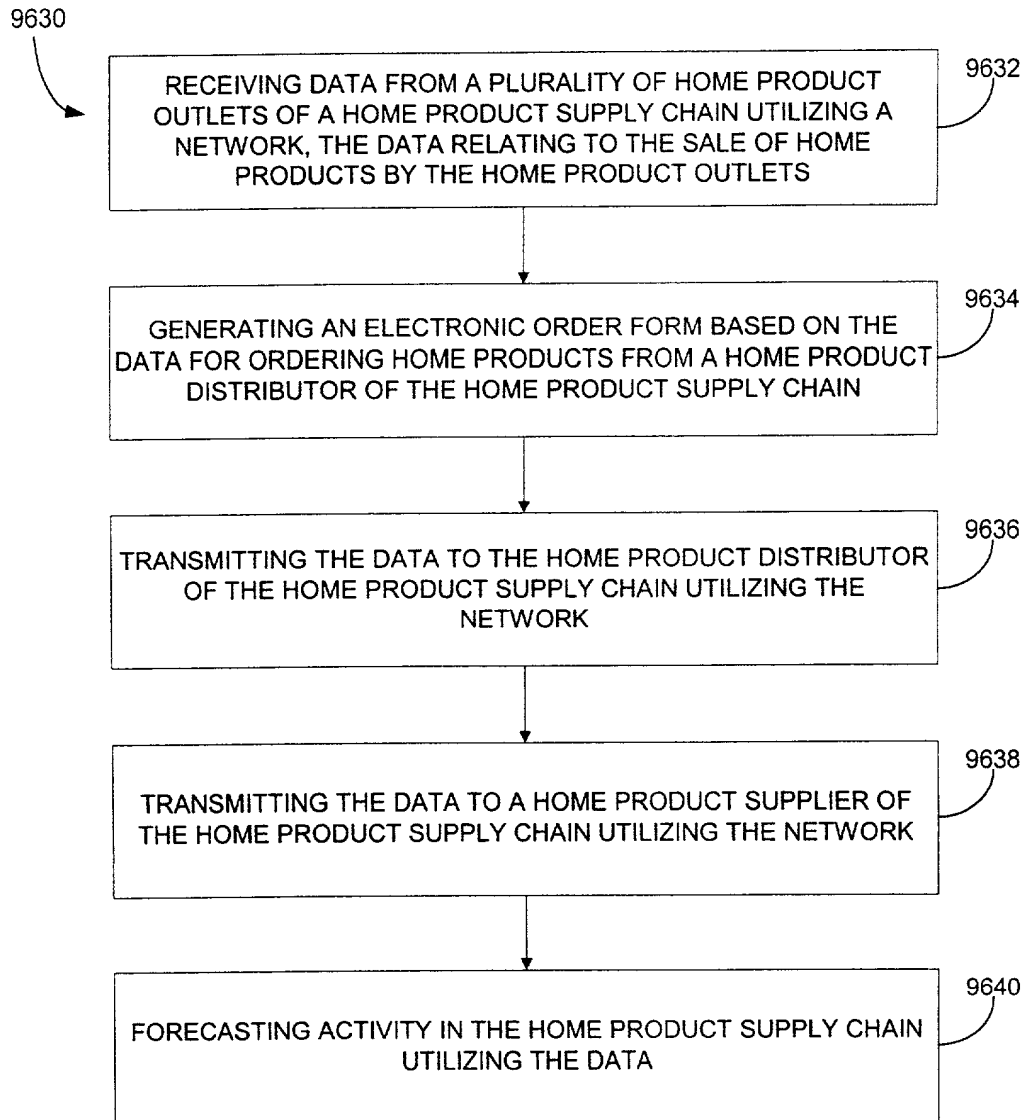 9630
RECEIVING DATA FROM A PLURALITY OF HOME PRODUCT
OUTLETS OF A HOME PRODUCT SUPPLY CHAIN UTILIZING A
NETWORK, THE DATA RELATING TO THE SALE OF HOME
PRODUCTS BY THE HOME PRODUCT OUTLETS
9632
GENERATING AN ELECTRONIC ORDER FORM BASED ON THE
DATA FOR ORDERING HOME PRODUCTS FROM A HOME PRODUCT
DISTRIBUTOR OF THE HOME PRODUCT SUPPLY CHAIN
9634
TRANSMITTING THE DATA TO THE HOME PRODUCT DISTRIBUTOR
OF THE HOME PRODUCT SUPPLY CHAIN UTILIZING THE
NETWORK
9636
TRANSMITTING THE DATA TO A HOME PRODUCT SUPPLIER OF
THE HOME PRODUCT SUPPLY CHAIN UTILIZING THE NETWORK
9638
FORECASTING ACTIVITY IN THE HOME PRODUCT SUPPLY CHAIN
UTILIZING THE DATA
9640